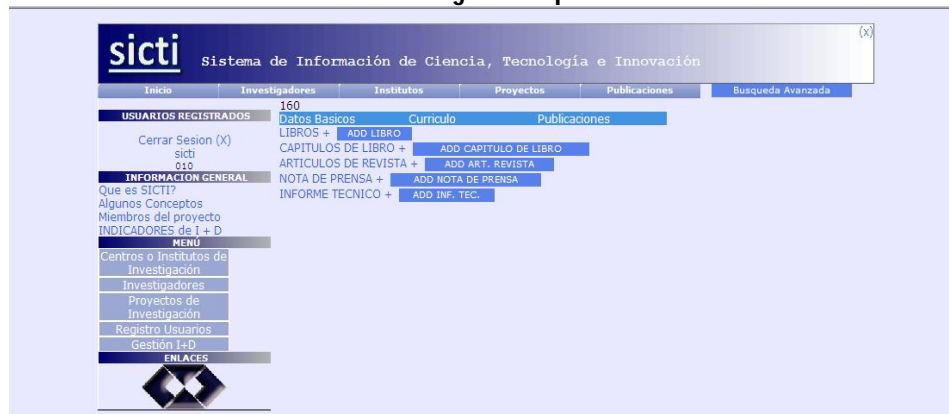 (x)
sicti Sistema de Información de Ciencia, Tecnología e Innovación
Inicio Investigadores Institutos Proyectos Publicaciones Busqueda Avanzada
USUARIOS REGISTRADOS
Cerrar Sesion (X)
sicti
010
INFORMACION GENERAL
Que es SICTI?
Algunos Conceptos
Miembros del proyecto
INDICADORES de I + D
MENÚ
Centros o Institutos de
Investigación
Investigadores
Proyectos de
Investigación
Registro Usuarios
Gestión I+D
ENLACES
160
Datos Basicos Curriculo Publicaciones
LIBROS + ADD LIBRO
CAPITULOS DE LIBRO + ADD CAPITULO DE LIBRO
ARTICULOS DE REVISTA + ADD ART. REVISTA
NOTA DE PRENSA + ADD NOTA DE PRENSA
INFORME TECNICO + ADD INF. TEC.